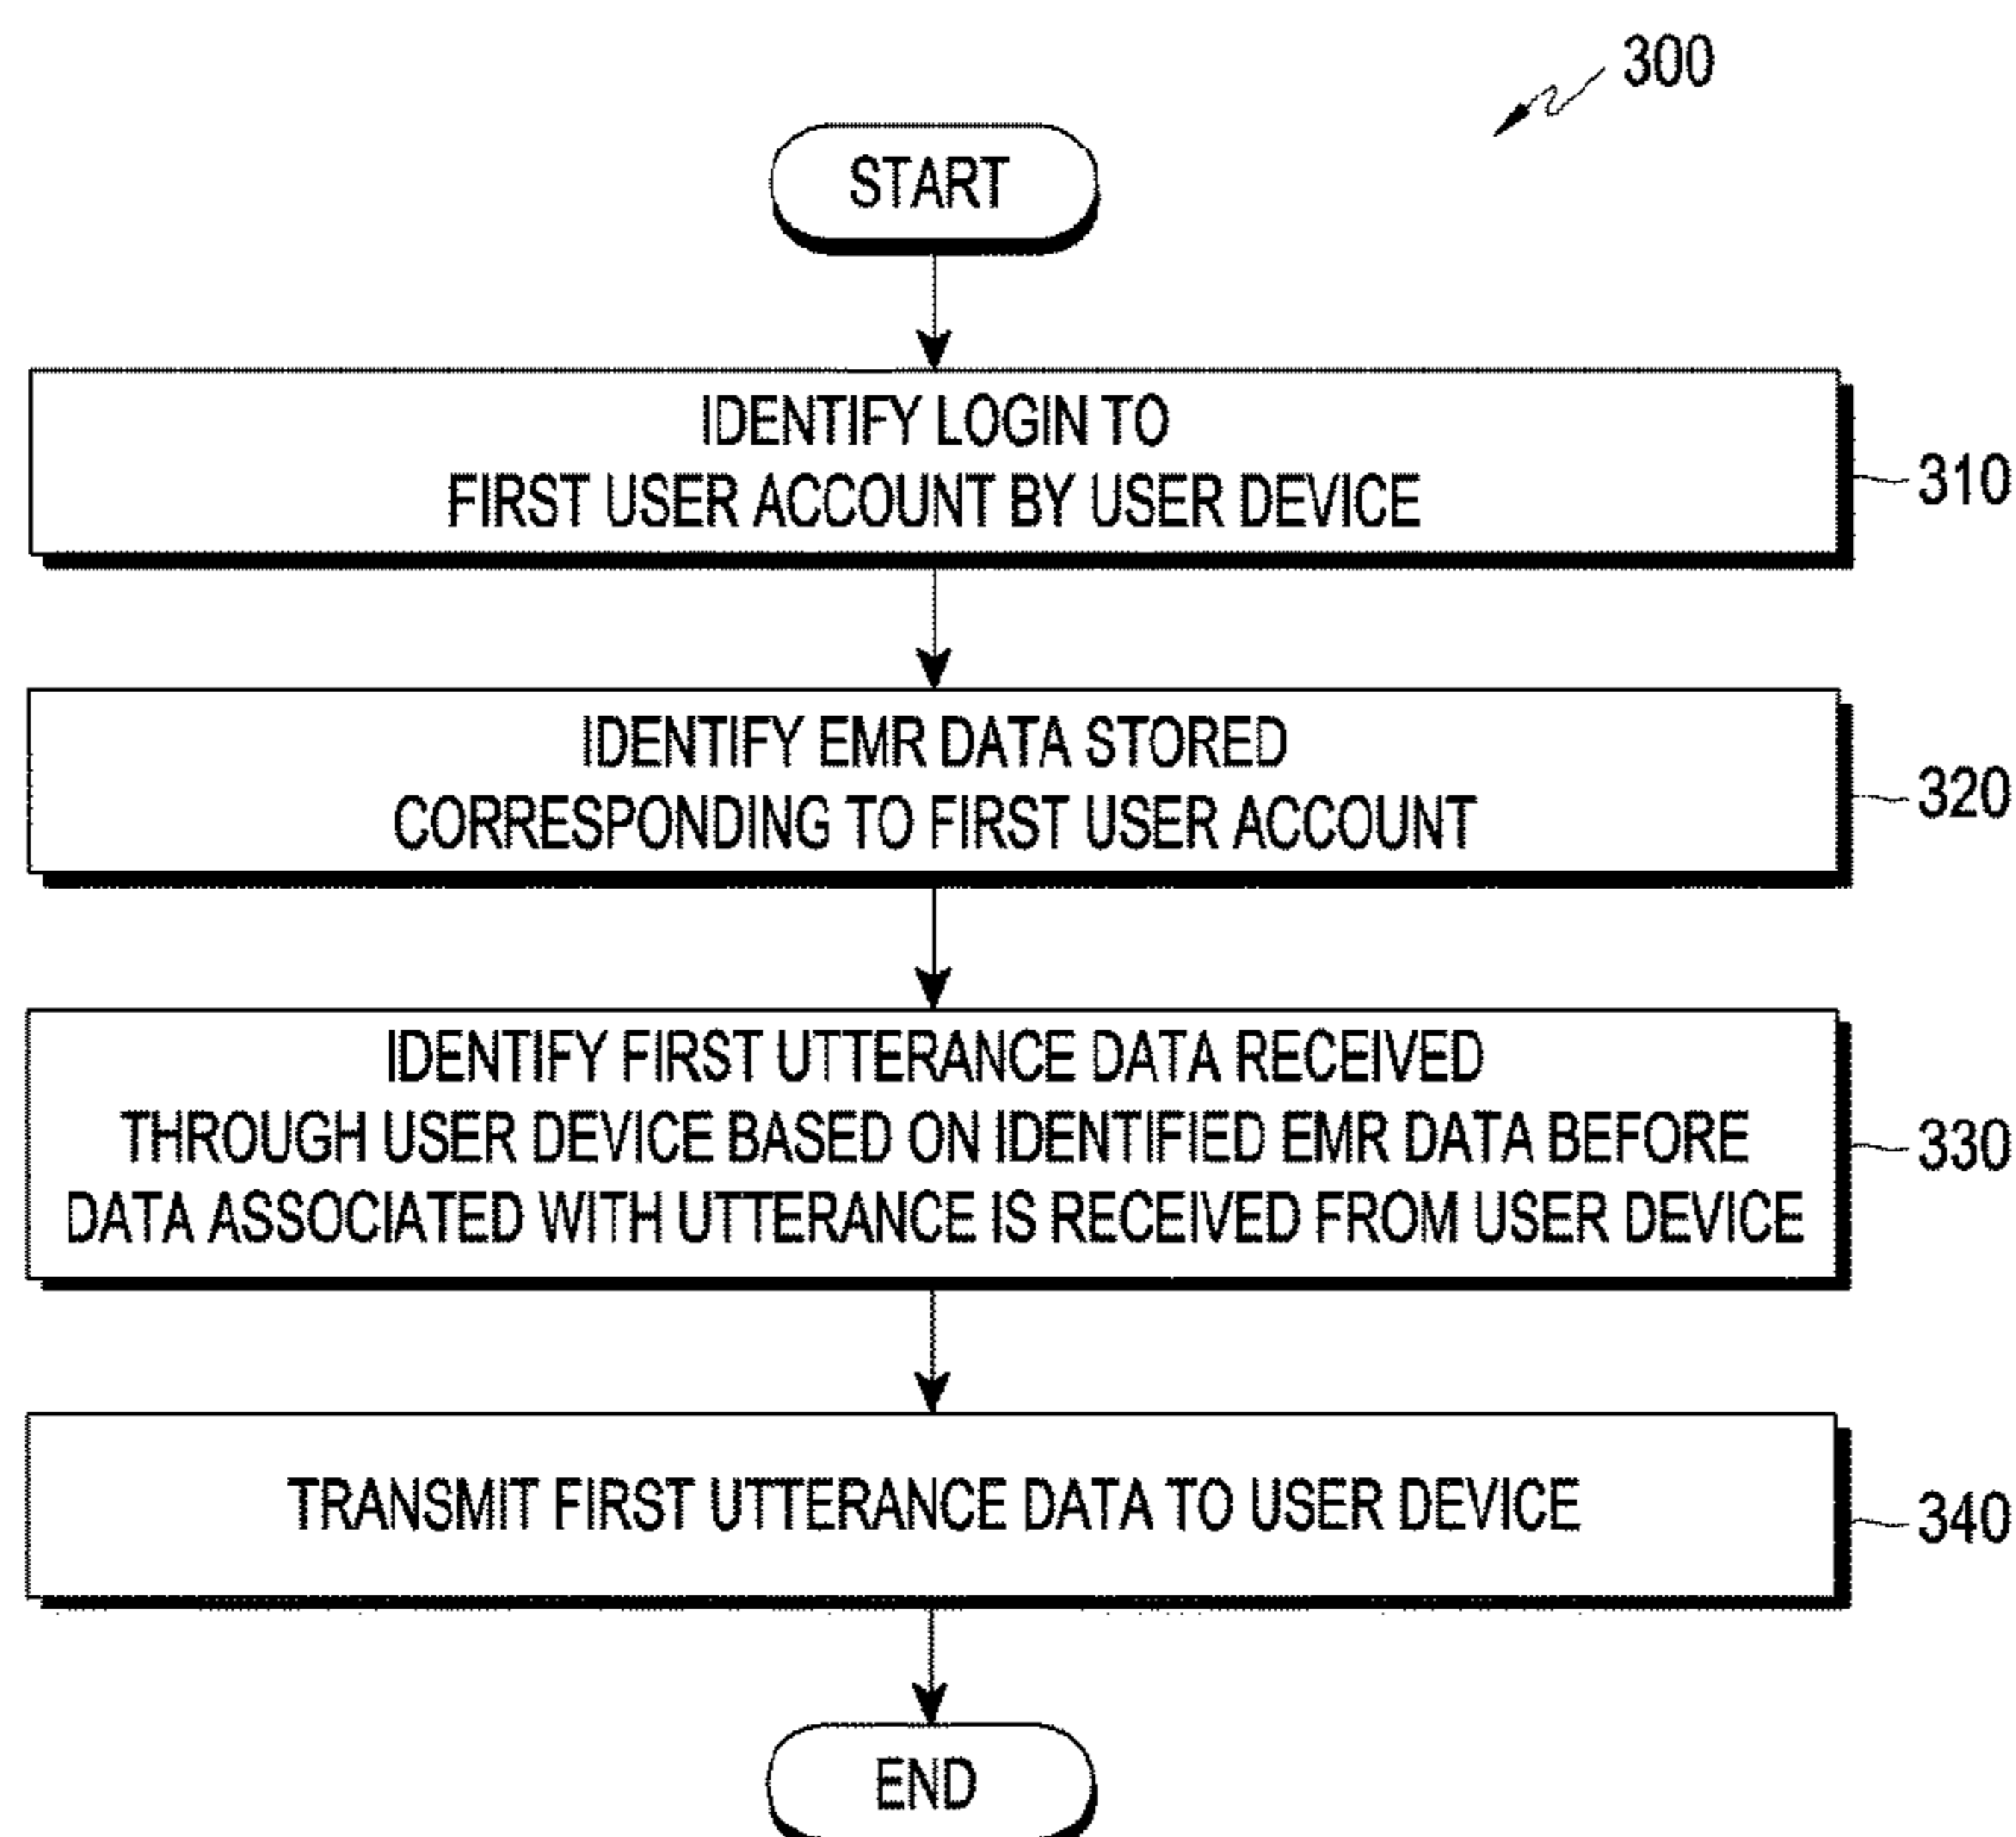 300
START
IDENTIFY LOGIN TO
FIRST USER ACCOUNT BY USER DEVICE
310
IDENTIFY EMR DATA STORED
CORRESPONDING TO FIRST USER ACCOUNT
320
IDENTIFY FIRST UTTERANCE DATA RECEIVED
THROUGH USER DEVICE BASED ON IDENTIFIED EMR DATA BEFORE
DATA ASSOCIATED WITH UTTERANCE IS RECEIVED FROM USER DEVICE
330
TRANSMIT FIRST UTTERANCE DATA TO USER DEVICE
340
END